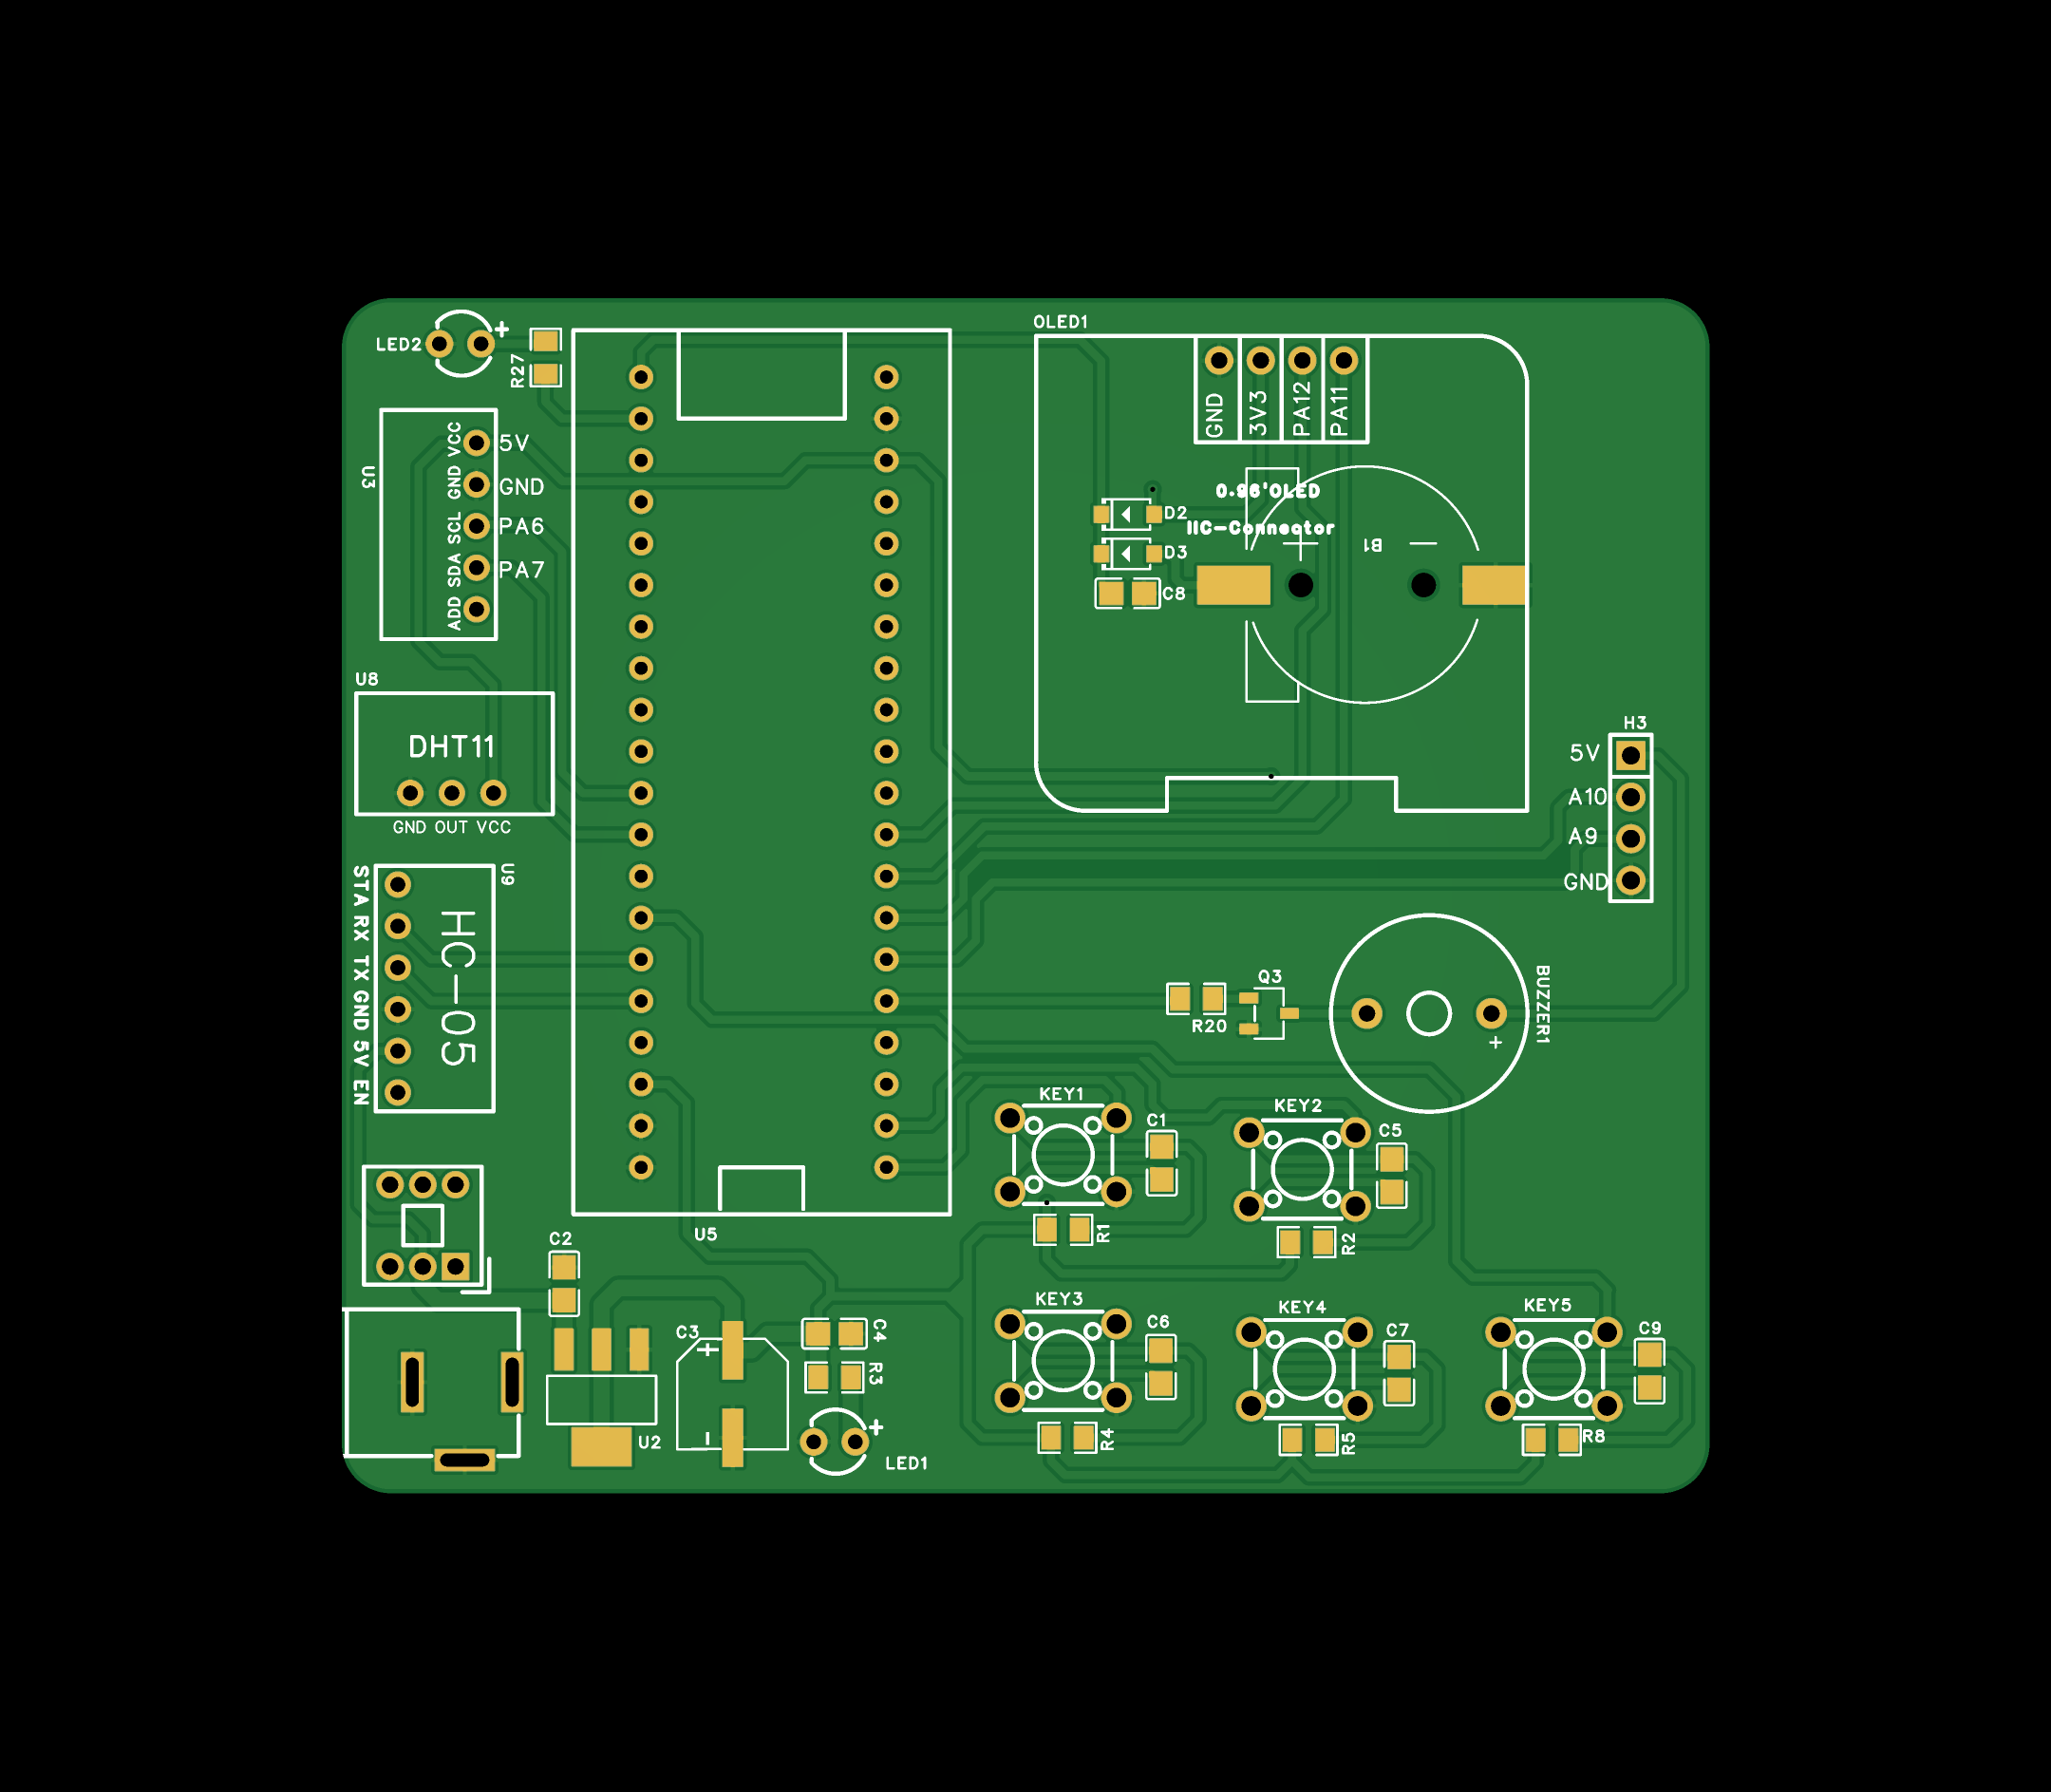 OLED1
LED2
R27
GND
3V3
PA12
PA11
VCC
5V
U3
GND
GND
0.96'OLED
D2
SCL
PA6
IIC-Connector
B1
D3
SDA
PA7
C8
ADD
U8
H3
DHT11
5V
A10
GND OUT VCC
A9
U9
GND
STA RX TX GND 5V EN
HC-05
Q3
R20
BUZZER1
KEY1
KEY2
C1
C5
U5
C2
R1
R2
KEY3
KEY4
KEY5
C3
C4
C6
C7
C9
R3
U2
LED1
R4
R5
R8